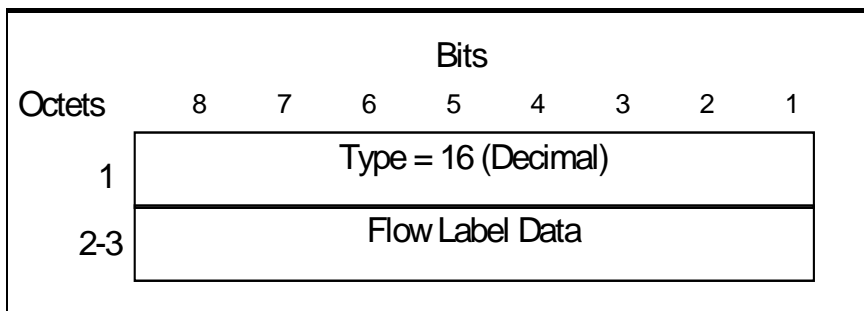 Bits
Octets 8 7 6 5 4 3 2 1
1 Type = 16 (Decimal)
2-3 Flow Label Data